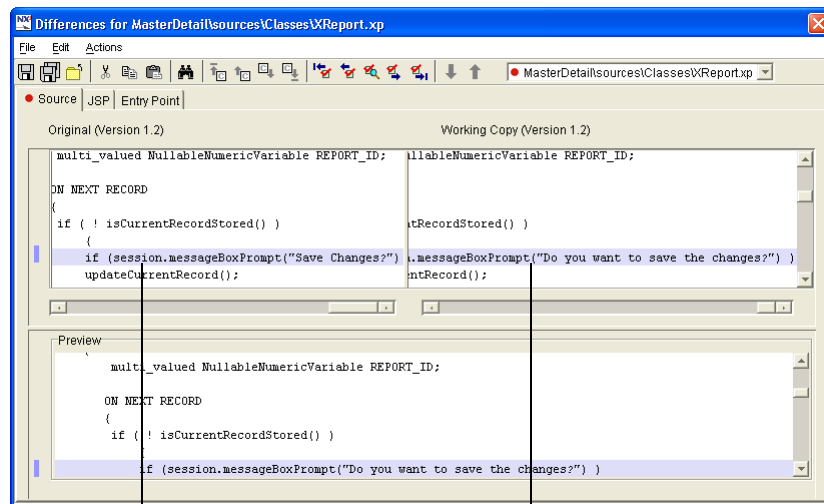 NX Differences for MasterDetail\sources\Classes\XReport.xp
File Edit Actions
MasterDetail\sources\Classes\XReport.xp
Source JSP Entry Point
Original (Version 1.2) Working Copy (Version 1.2)
multi_valued NullableNumericVariable REPORT_ID;
ON NEXT RECORD
{
if ( ! isCurrentRecordStored() )
{
if (session.messageBoxPrompt("Save Changes?")
updateCurrentRecord();
llableNumericVariable REPORT_ID;
tRecordStored() )
.messageBoxPrompt("Do you want to save the changes?") )
ntRecord();
Preview
multi_valued NullableNumericVariable REPORT_ID;
ON NEXT RECORD
{
if ( ! isCurrentRecordStored() )
if (session.messageBoxPrompt("Do you want to save the changes?") )